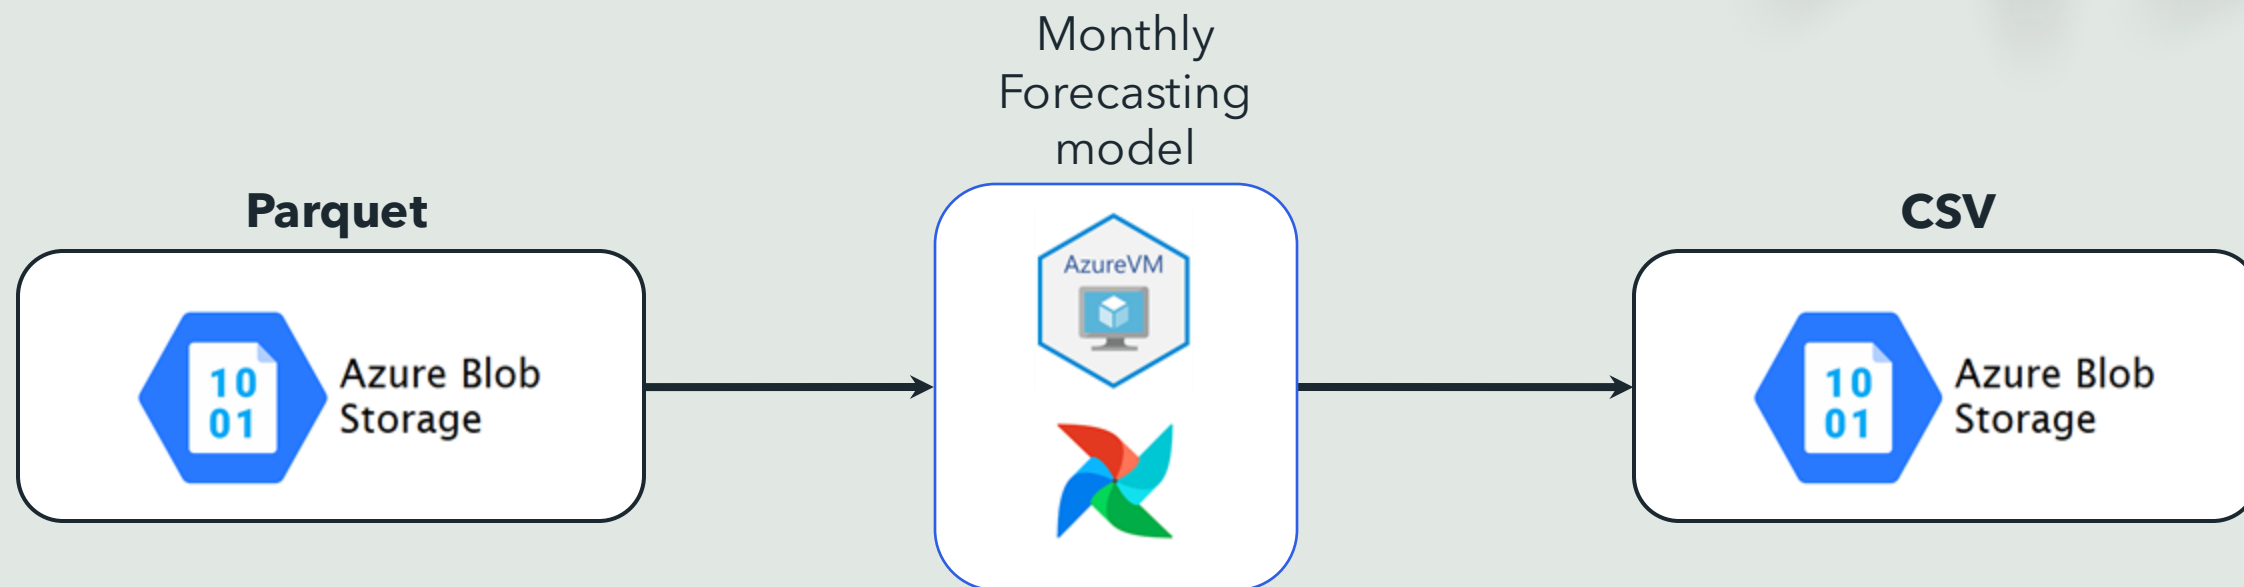 Monthly
Forecasting
model
Parquet
Azure Blob
Storage
10
01
AzureVM
CSV
Azure Blob
Storage
10
01